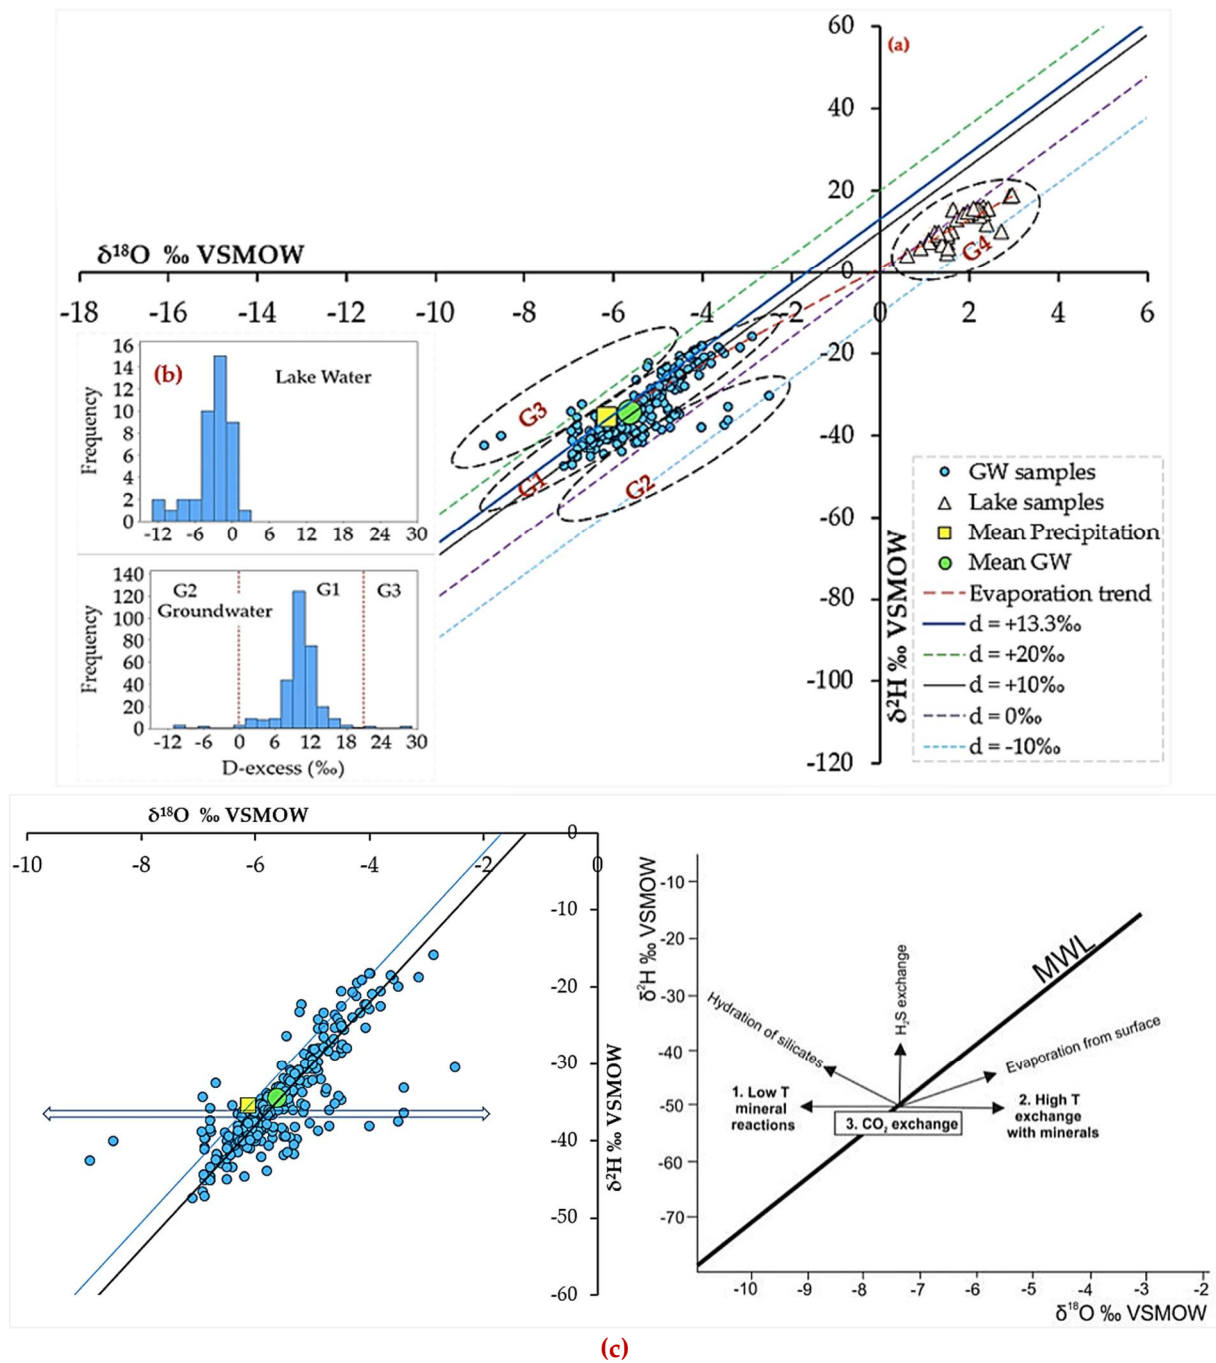 60
(a)
40
20
δ¹⁸O ‰ VSMOW
G4
0
-18 -16 -14 -12 -10 -8 -6 -4 -2 0 2 4 6
16
14
12
10
8
6
4
2
0
Frequency
(b)
Lake Water
-12 -6 0 6 12 18 24 30
G3
G1
G2
-20
-40
-60
-80
-100
-120
δ²H ‰ VSMOW
GW samples
Lake samples
Mean Precipitation
Mean GW
Evaporation trend
d = +13.3‰
d = +20‰
d = +10‰
d = 0‰
d = -10‰
140
120
100
80
60
40
20
0
Frequency
G2 G1 G3
Groundwater
-12 -6 0 6 12 18 24 30
D-excess (‰)
δ¹⁸O ‰ VSMOW
0
-10 -8 -6 -4 -2 0
-10
-20
-30
-40
-50
-60
δ²H ‰ VSMOW
δ²H ‰ VSMOW
-10
-20
-30
-40
-50
-60
-70
MWL
Hydration of silicates
H₂S exchange
Evaporation from surface
1. Low T
mineral
reactions
2. High T
exchange
with minerals
3. CO₂ exchange
-10 -9 -8 -7 -6 -5 -4 -3 -2
δ¹⁸O ‰ VSMOW
(c)